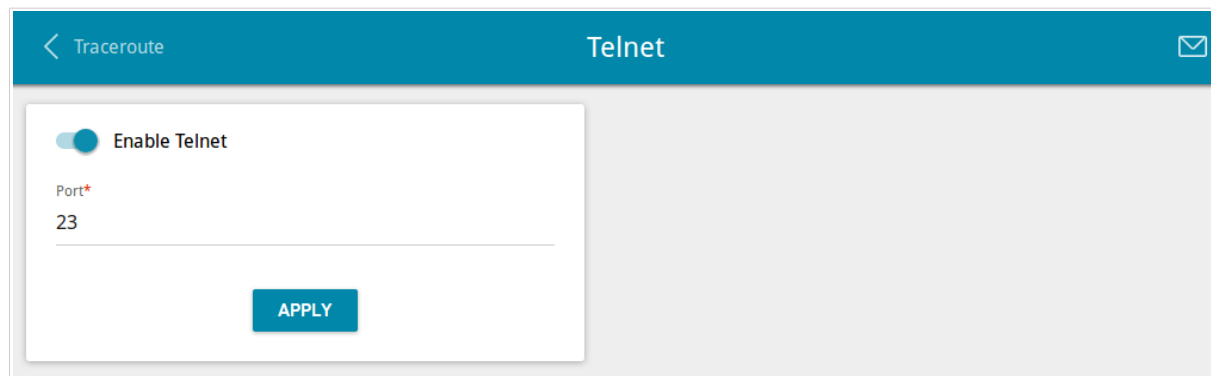 Traceroute
Telnet
Enable Telnet
Port*
23
APPLY